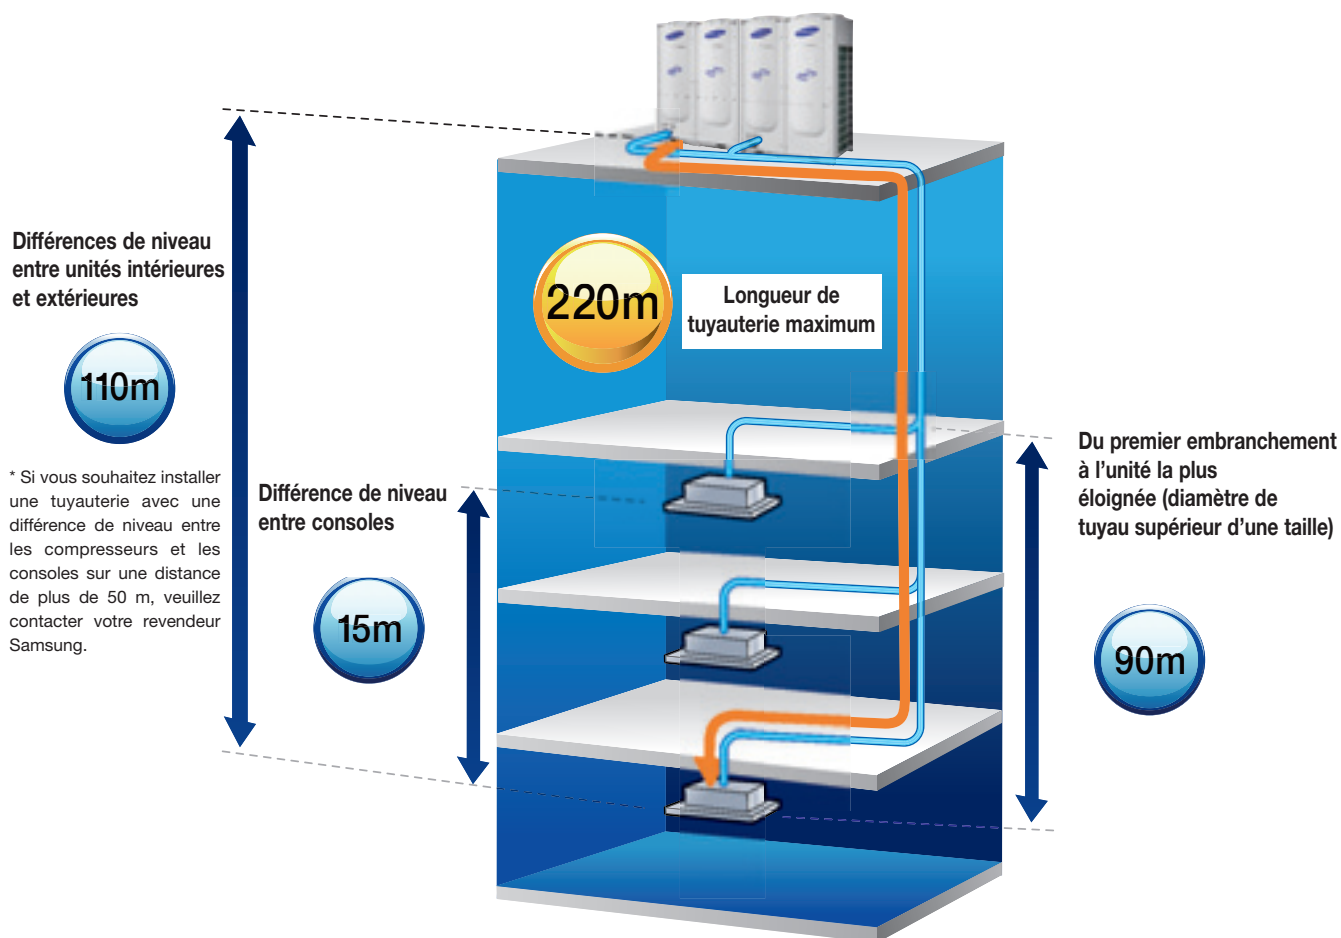 Différences de niveau
entre unités intérieures
et extérieures
110m
* Si vous souhaitez installer
une tuyauterie avec une
différence de niveau entre
les compresseurs et les
consoles sur une distance
de plus de 50 m, veuillez
contacter votre revendeur
Samsung.
Différence de niveau
entre consoles
15m
220m
Longueur de
tuyauterie maximum
Du premier embranchement
à l’unité la plus
éloignée (diamètre de
tuyau supérieur d’une taille)
90m